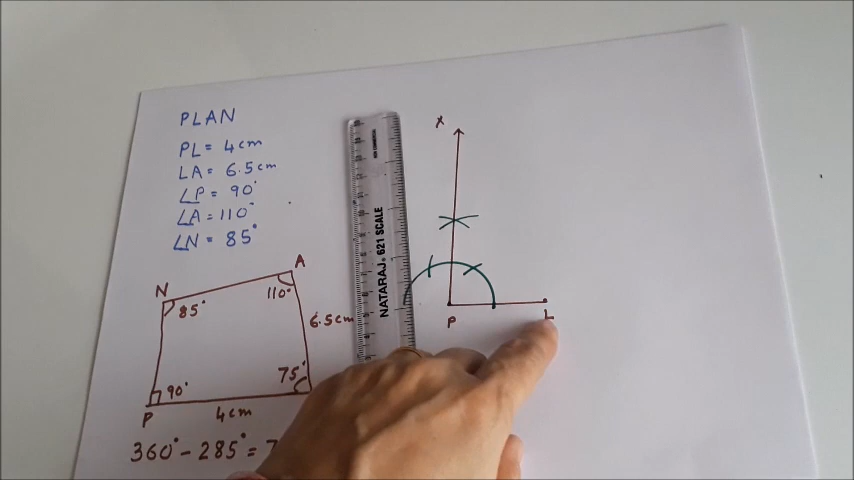 PLAN
PL = 4cm
LA = 6.5cm
∠P = 90°
∠A = 110°
∠N = 85°
N
A
85°
110°
6.5cm
75°
90°
P
4cm
360° - 285° = 7
NATARAJ 621 SCALE
X
P
L